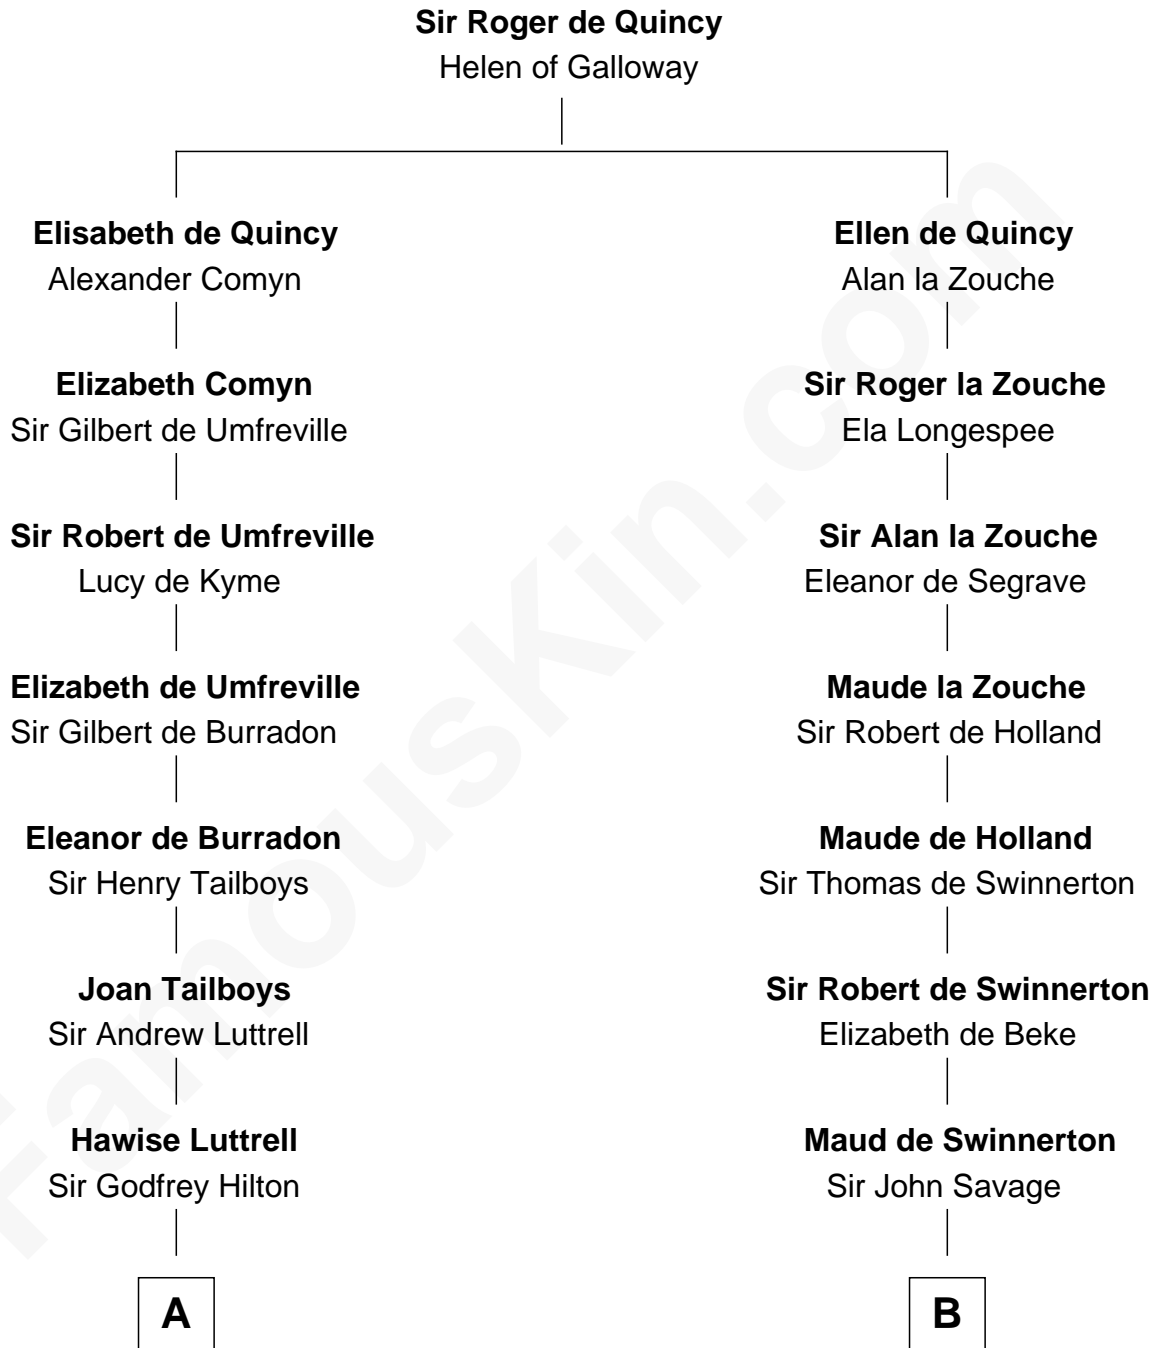 Sir Roger de Quincy
Helen of Galloway
Elisabeth de Quincy
Alexander Comyn
Ellen de Quincy
Alan la Zouche
Elizabeth Comyn
Sir Gilbert de Umfreville
Sir Roger la Zouche
Ela Longespee
Sir Robert de Umfreville
Lucy de Kyme
Sir Alan la Zouche
Eleanor de Segrave
Elizabeth de Umfreville
Sir Gilbert de Burradon
Maude la Zouche
Sir Robert de Holland
Eleanor de Burradon
Sir Henry Tailboys
Maude de Holland
Sir Thomas de Swinnerton
Joan Tailboys
Sir Andrew Luttrell
Sir Robert de Swinnerton
Elizabeth de Beke
Hawise Luttrell
Sir Godfrey Hilton
Maud de Swinnerton
Sir John Savage
A
B
FamousKin.com